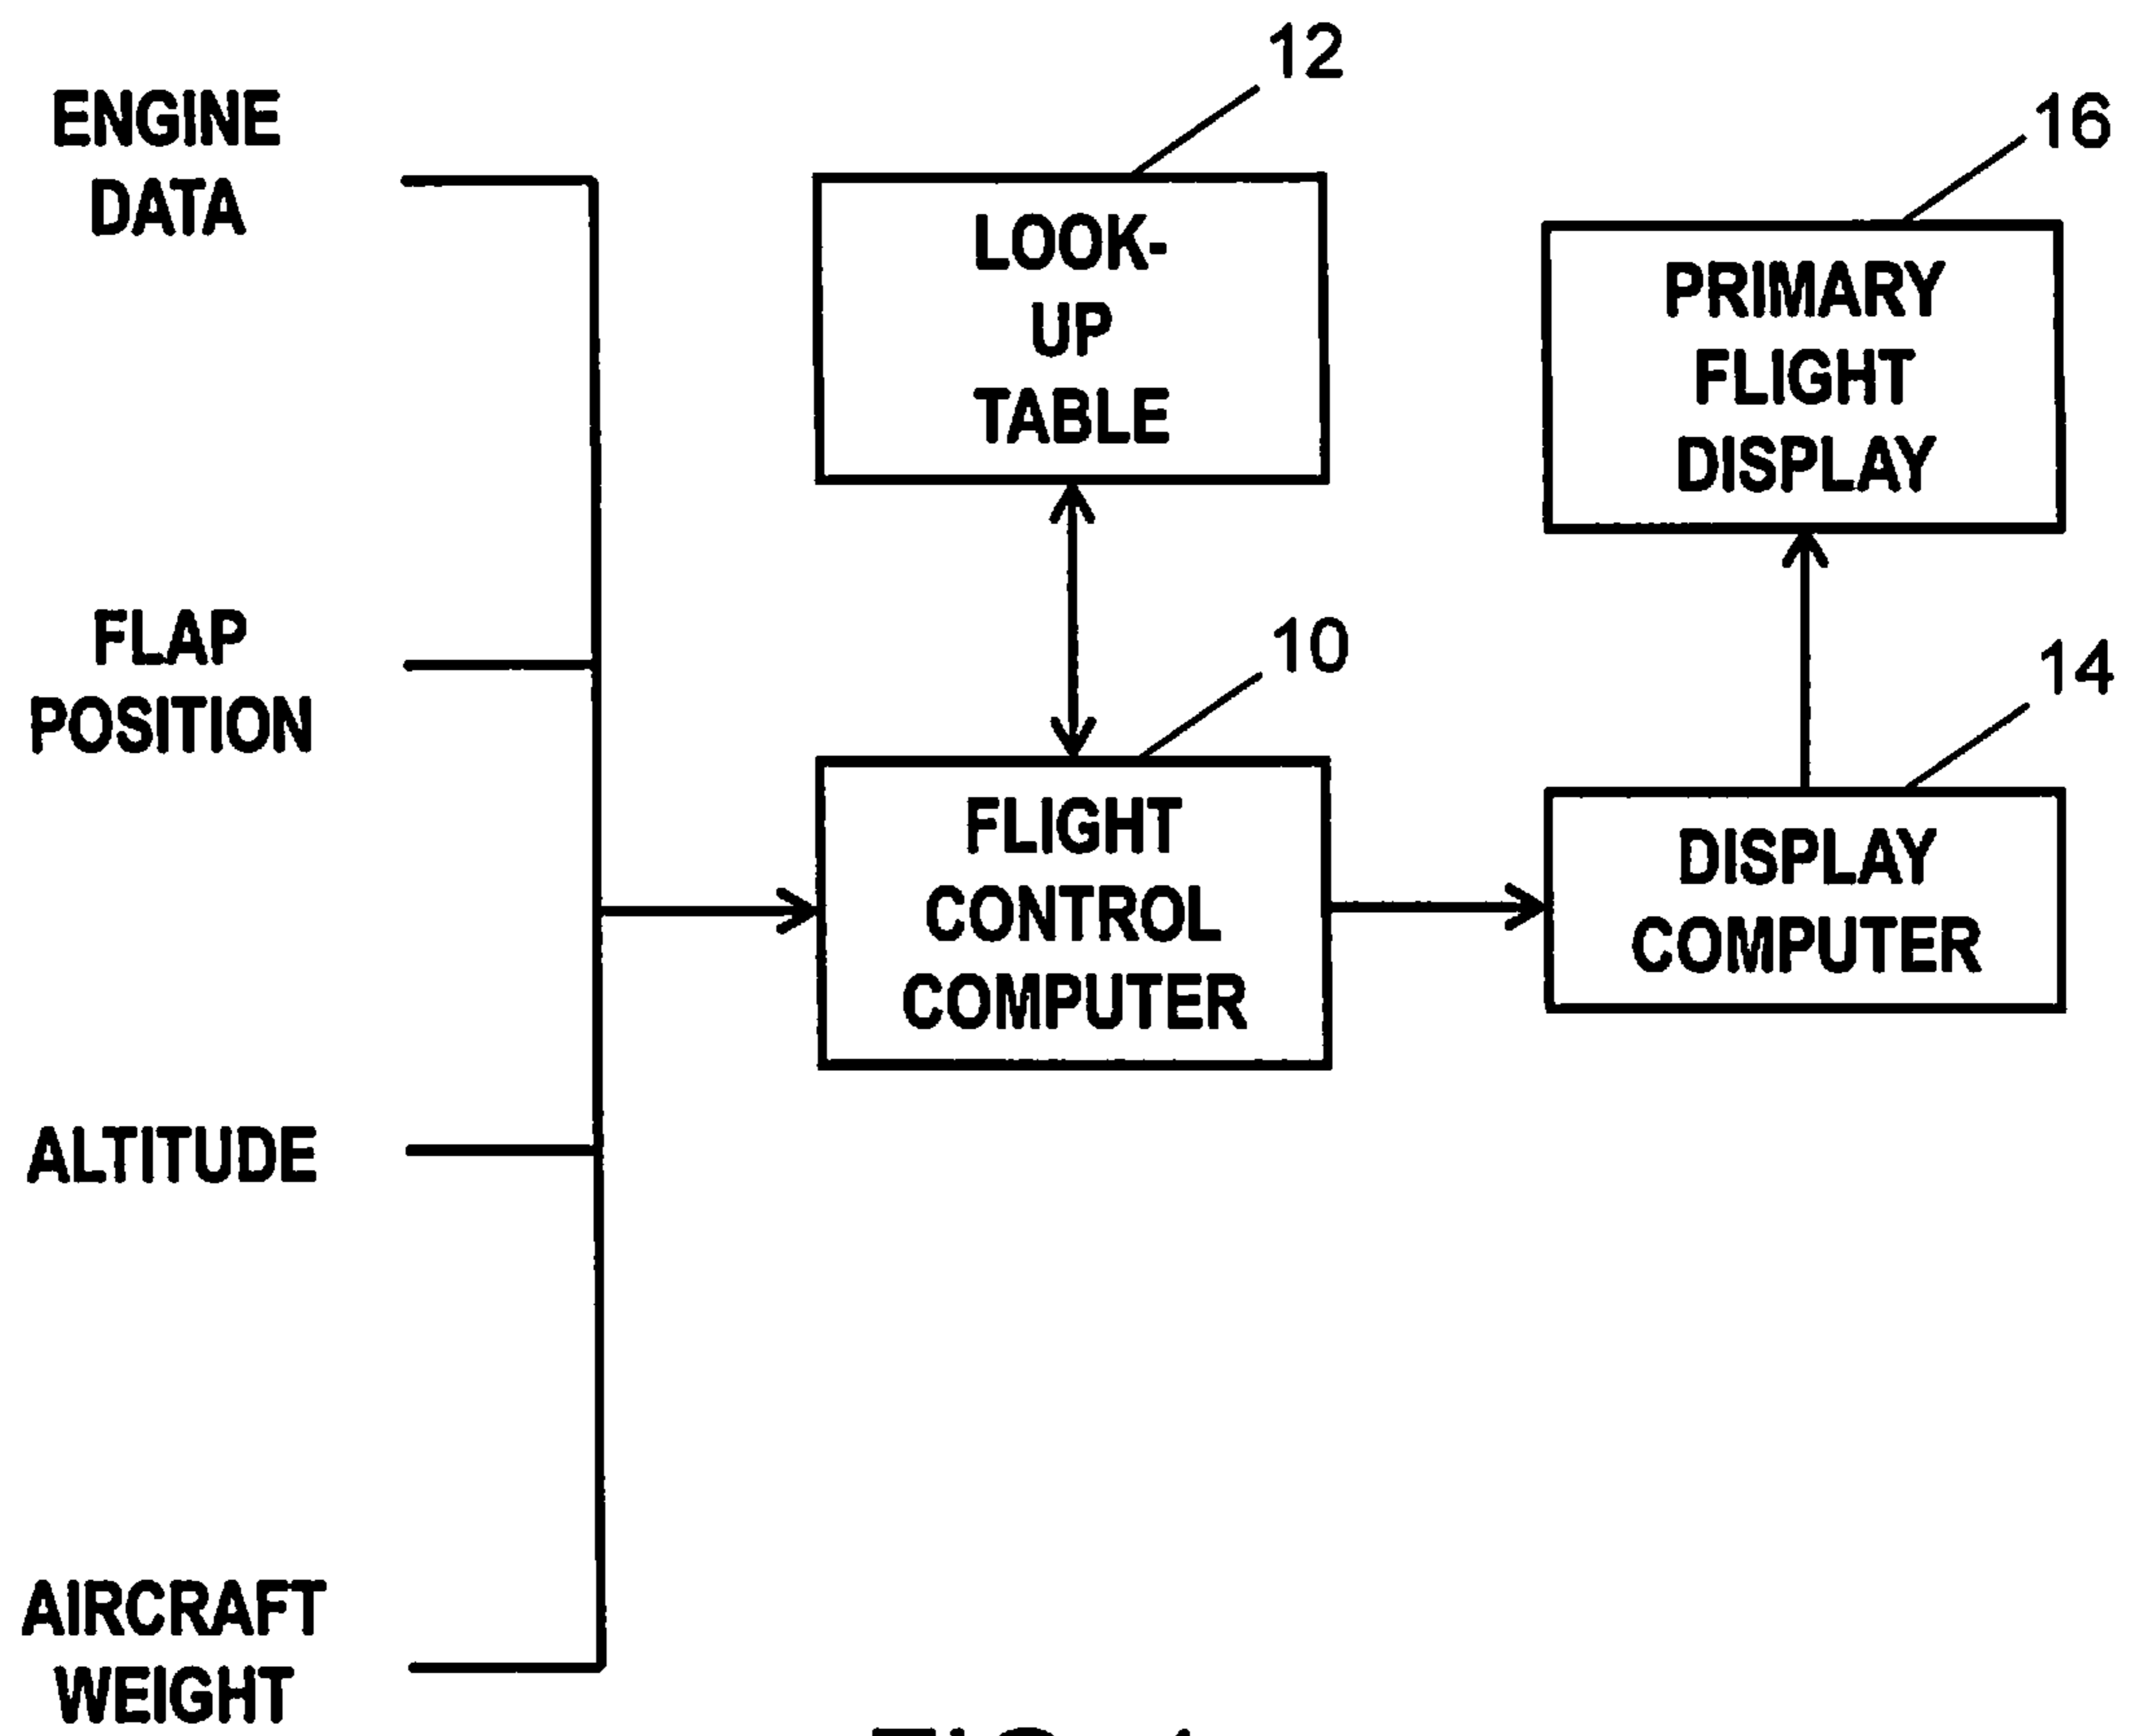 ENGINE
DATA
FLAP
POSITION
ALTITUDE
AIRCRAFT
WEIGHT
12
LOOK-
UP
TABLE
10
FLIGHT
CONTROL
COMPUTER
16
PRIMARY
FLIGHT
DISPLAY
14
DISPLAY
COMPUTER